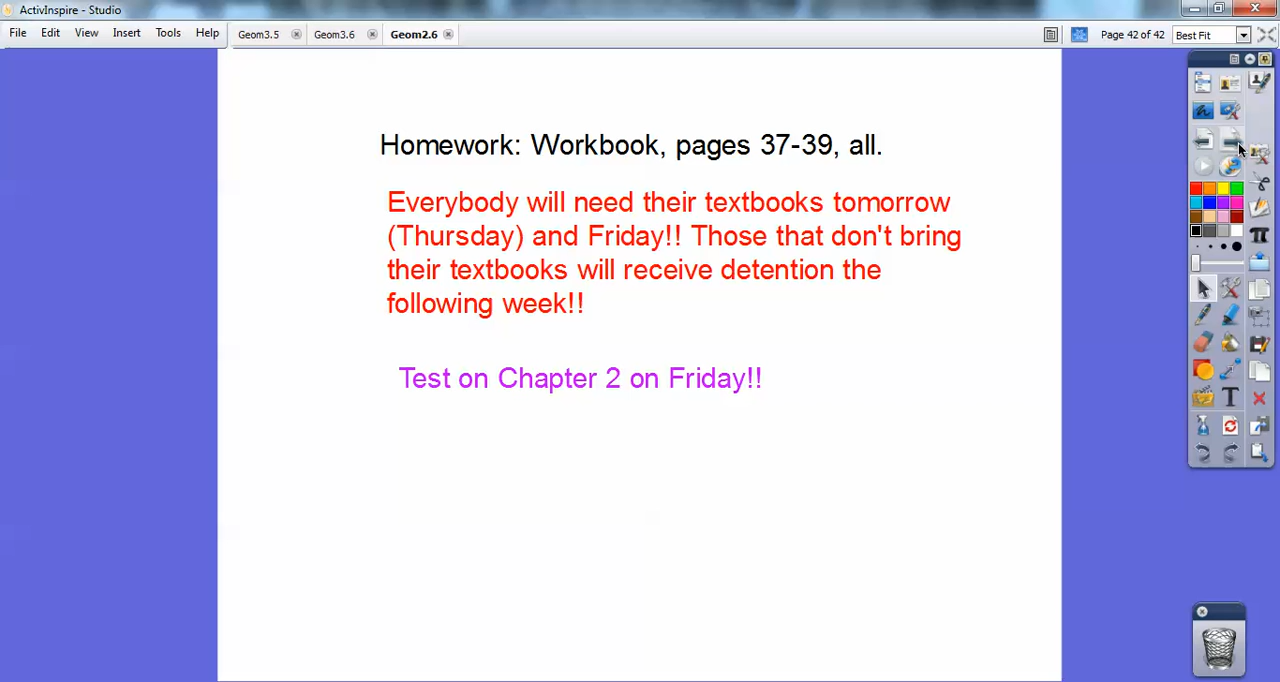 ActivInspire - Studio
File Edit View Insert Tools Help Geom3.5 Geom3.6 Geom2.6 Page 42 of 42 Best Fit
Homework: Workbook, pages 37-39, all.
Everybody will need their textbooks tomorrow
(Thursday) and Friday!! Those that don't bring
their textbooks will receive detention the
following week!!
Test on Chapter 2 on Friday!!